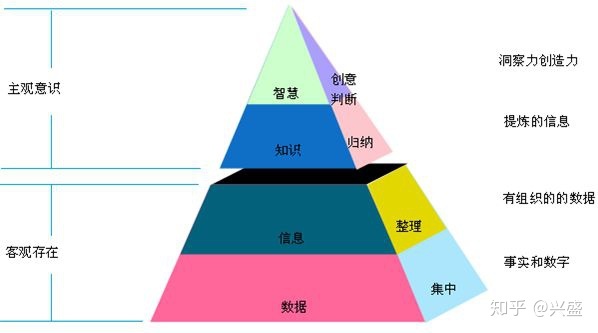 洞察力创造力
创意
主观意识
智慧
判断
提炼的信息
归纳
知识
有组织的的数据
整理
信息
客观存在
事实和数字
集中
数据
知乎 @兴盛